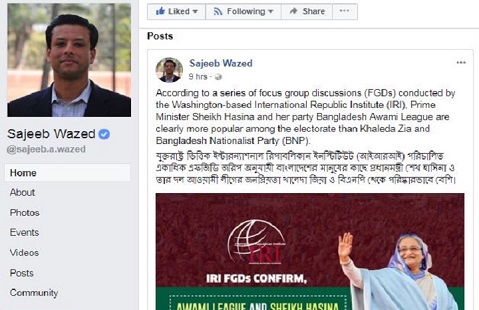 Liked
Following
Share
Posts
Sajeeb Wazed
9 hrs
According to a series of focus group discussions (FGDs) conducted by
the Washington-based International Republic Institute (IRI), Prime
Minister Sheikh Hasina and her party Bangladesh Awami League are
clearly more popular among the electorate than Khaleda Zia and
Bangladesh Nationalist Party (BNP).
যুক্তরাষ্ট্র ভিত্তিক ইন্টারন্যাশনাল রিপাবলিকান ইনস্টিটিউট (আইআরআই) পরিচালিত
একাধিক এফজিডি জরিপ অনুযায়ী বাংলাদেশের মানুষের কাছে প্রধানমন্ত্রী শেখ হাসিনা ও
তার দল আওয়ামী লীগের জনপ্রিয়তা খালেদা জিয়া ও বিএনপি থেকে পরিষ্কারভাবে বেশি।
IRI FGDs CONFIRM,
AWAMI LEAGUE AND SHEIKH HASINA
Sajeeb Wazed
@sajeeb.a.wazed
Home
About
Photos
Events
Videos
Posts
Community